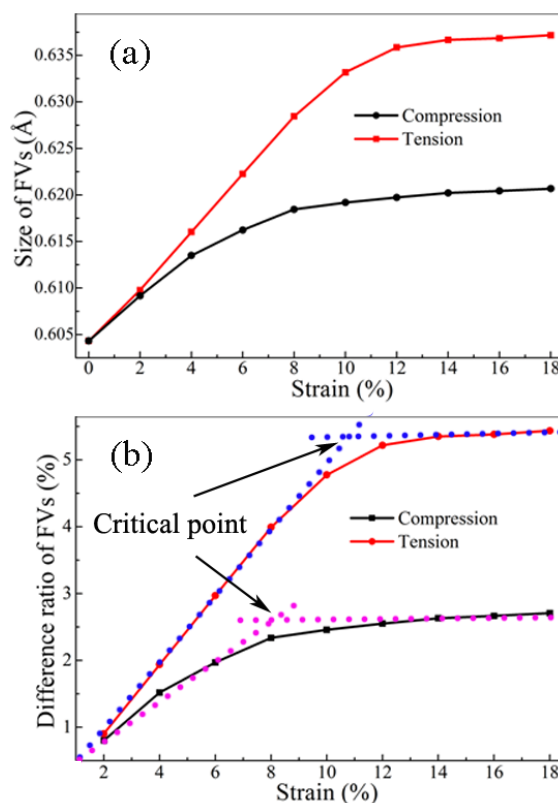 (a)
Size of FVs (Å)
0.635
0.630
0.625
0.620
0.615
0.610
0.605
Compression
Tension
0 2 4 6 8 10 12 14 16 18
Strain (%)
(b)
Difference ratio of FVs (%)
5
4
3
2
1
Critical point
Compression
Tension
2 4 6 8 10 12 14 16 18
Strain (%)